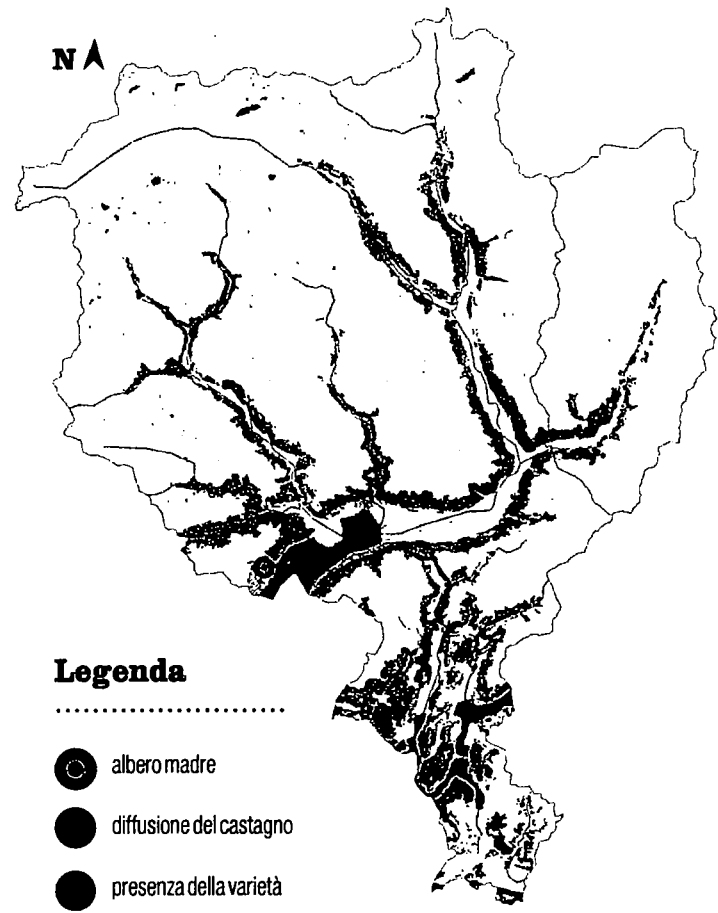 N
Legenda
albero madre
diffusione del castagno
presenza della varietà